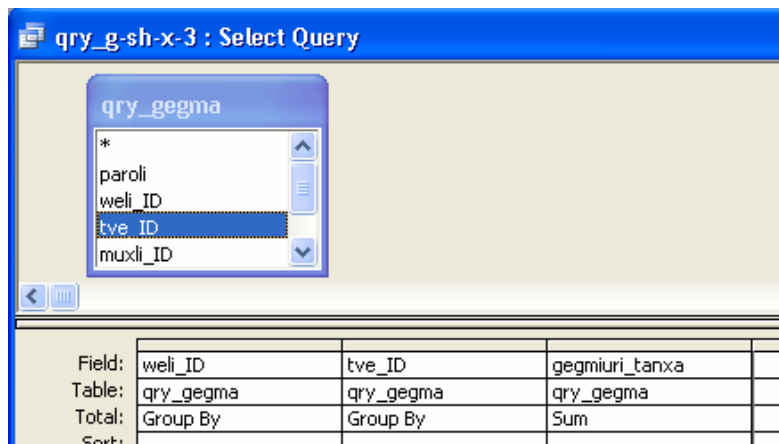 qry_g-sh-x-3 : Select Query
qry_gegma
*
paroli
weli_ID
tve_ID
muxli_ID
Field: weli_ID tve_ID gegmiuri_tanxa
Table: qry_gegma qry_gegma qry_gegma
Total: Group By Group By Sum
Sort: